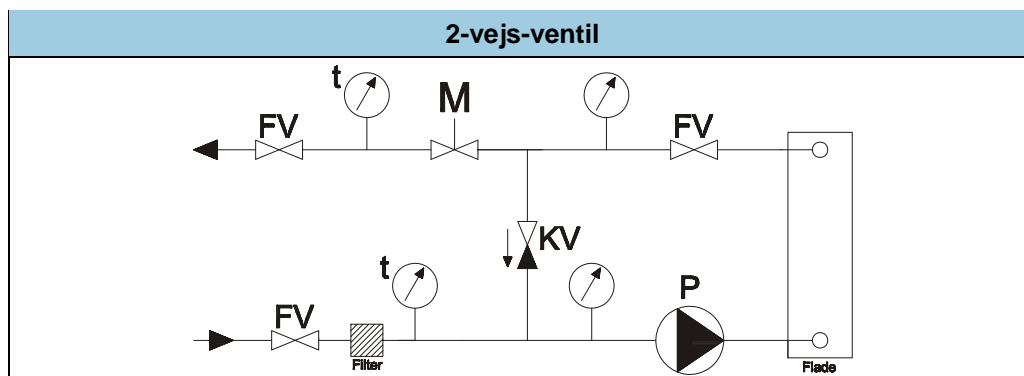 2-vejs-ventil
t
M
FV
FV
KV
t
P
FV
Filter
Flade